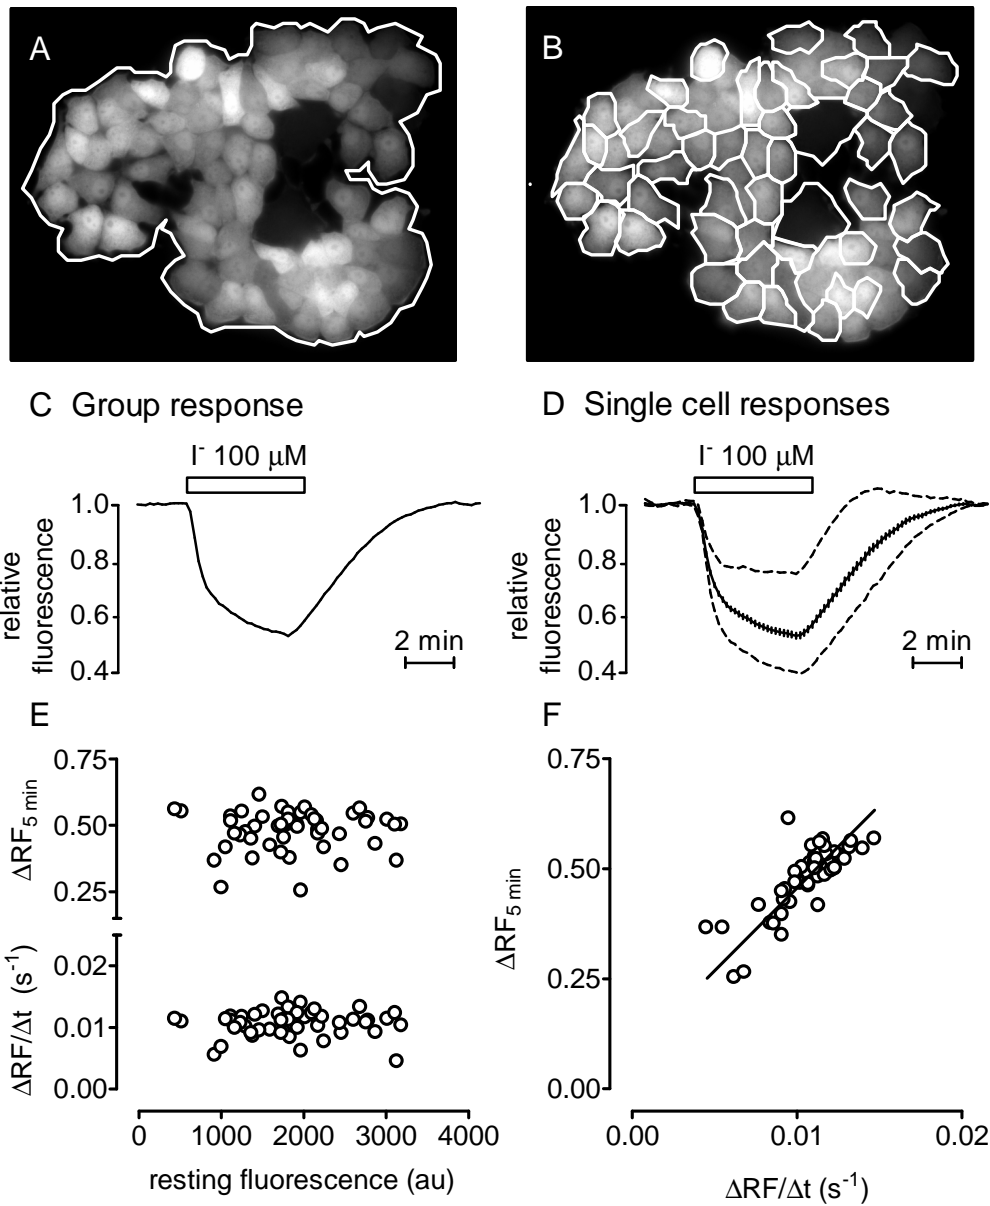 A
B
C Group response
D Single cell responses
I⁻ 100 μM
I⁻ 100 μM
relative
fluorescence
1.0
0.8
0.6
0.4
2 min
relative
fluorescence
1.0
0.8
0.6
0.4
2 min
E
ΔRF5 min
0.75
0.50
0.25
ΔRF/Δt (s⁻¹)
0.02
0.01
0.00
0 1000 2000 3000 4000
resting fluorescence (au)
F
ΔRF5 min
0.75
0.50
0.25
0.00
0.00 0.01 0.02
ΔRF/Δt (s⁻¹)